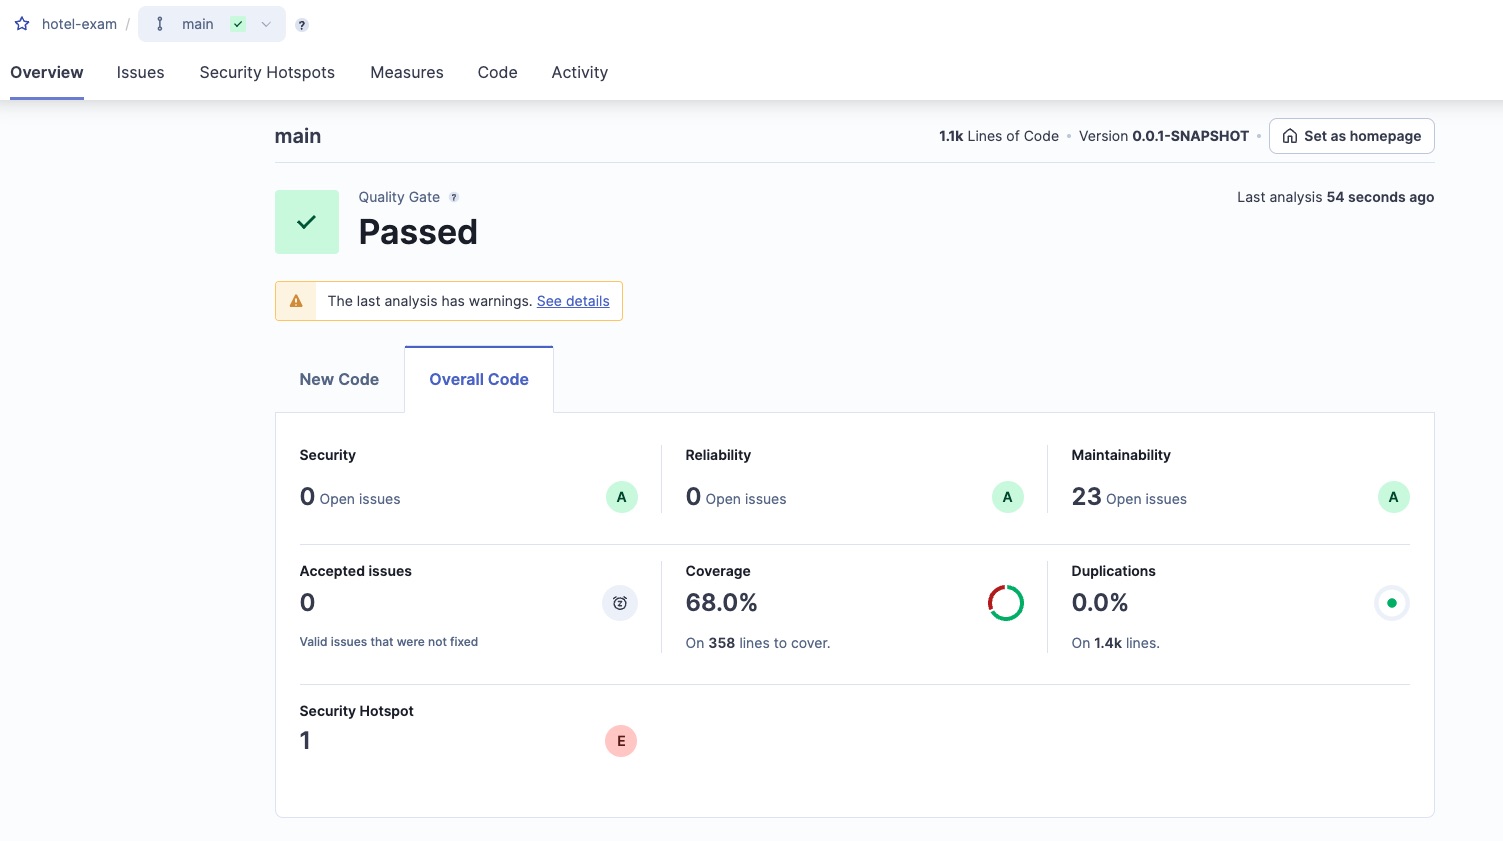 hotel-exam / main ?
Overview Issues Security Hotspots Measures Code Activity
main
1.1k Lines of Code • Version 0.0.1-SNAPSHOT • Set as homepage
Quality Gate ?
Last analysis 54 seconds ago
Passed
The last analysis has warnings. See details
New Code Overall Code
Security
0 Open issues A
Reliability
0 Open issues A
Maintainability
23 Open issues A
Accepted issues
0
Valid issues that were not fixed
Coverage
68.0%
On 358 lines to cover.
Duplications
0.0%
On 1.4k lines.
Security Hotspot
1 E